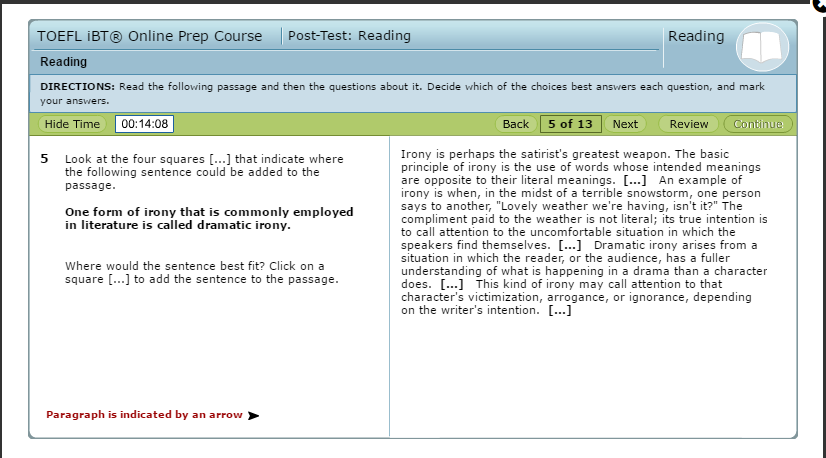 TOEFL iBT® Online Prep Course
Post-Test: Reading
Reading
Reading
DIRECTIONS: Read the following passage and then the questions about it. Decide which of the choices best answers each question, and mark
your answers.
Hide Time
00:14:08
Back
5 of 13
Next
Review
Continue
5 Look at the four squares [...] that indicate where
the following sentence could be added to the
passage.
One form of irony that is commonly employed
in literature is called dramatic irony.
Where would the sentence best fit? Click on a
square [...] to add the sentence to the passage.
Paragraph is indicated by an arrow
Irony is perhaps the satirist's greatest weapon. The basic
principle of irony is the use of words whose intended meanings
are opposite to their literal meanings. [...] An example of
irony is when, in the midst of a terrible snowstorm, one person
says to another, "Lovely weather we're having, isn't it?" The
compliment paid to the weather is not literal; its true intention is
to call attention to the uncomfortable situation in which the
speakers find themselves. [...] Dramatic irony arises from a
situation in which the reader, or the audience, has a fuller
understanding of what is happening in a drama than a character
does. [...] This kind of irony may call attention to that
character's victimization, arrogance, or ignorance, depending
on the writer's intention. [...]